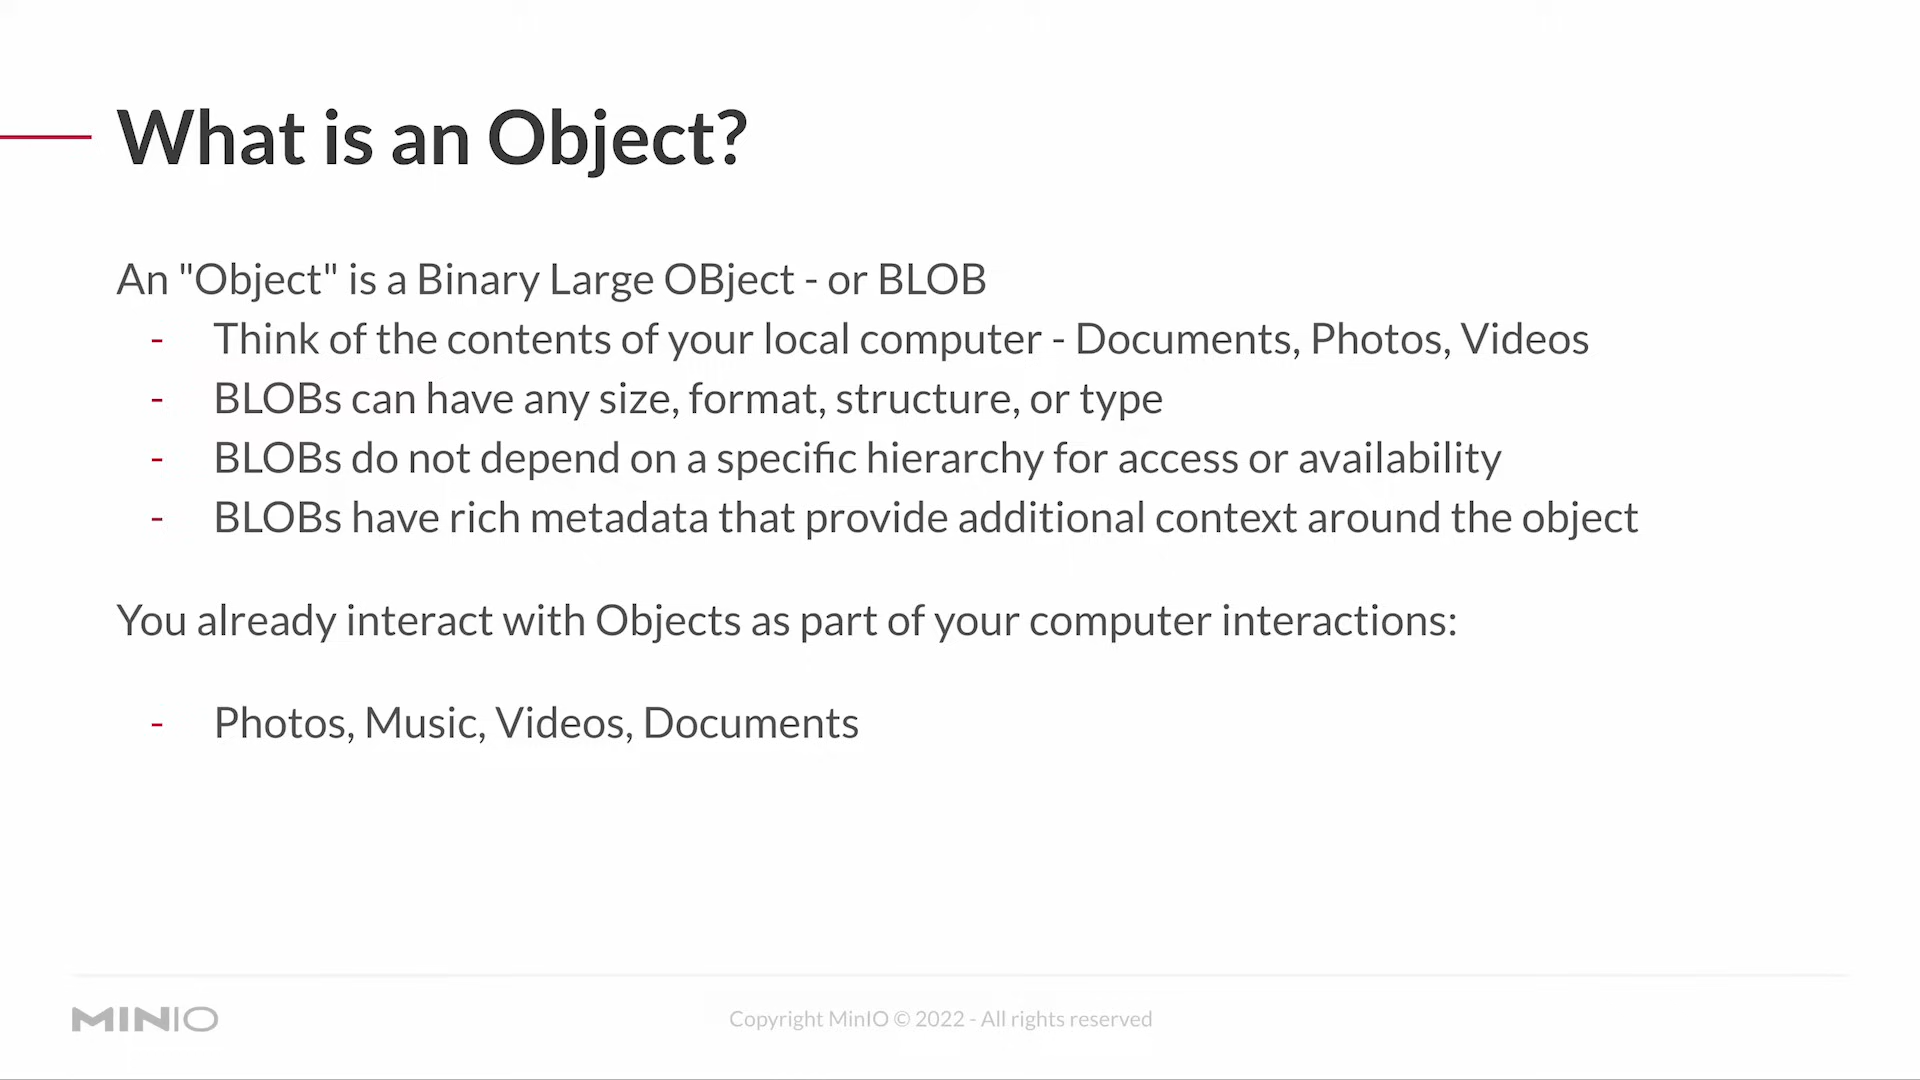 What is an Object?
An "Object" is a Binary Large OBject - or BLOB
- Think of the contents of your local computer - Documents, Photos, Videos
- BLOBs can have any size, format, structure, or type
- BLOBs do not depend on a specific hierarchy for access or availability
- BLOBs have rich metadata that provide additional context around the object
You already interact with Objects as part of your computer interactions:
- Photos, Music, Videos, Documents
MINIO
Copyright MinIO © 2022 - All rights reserved